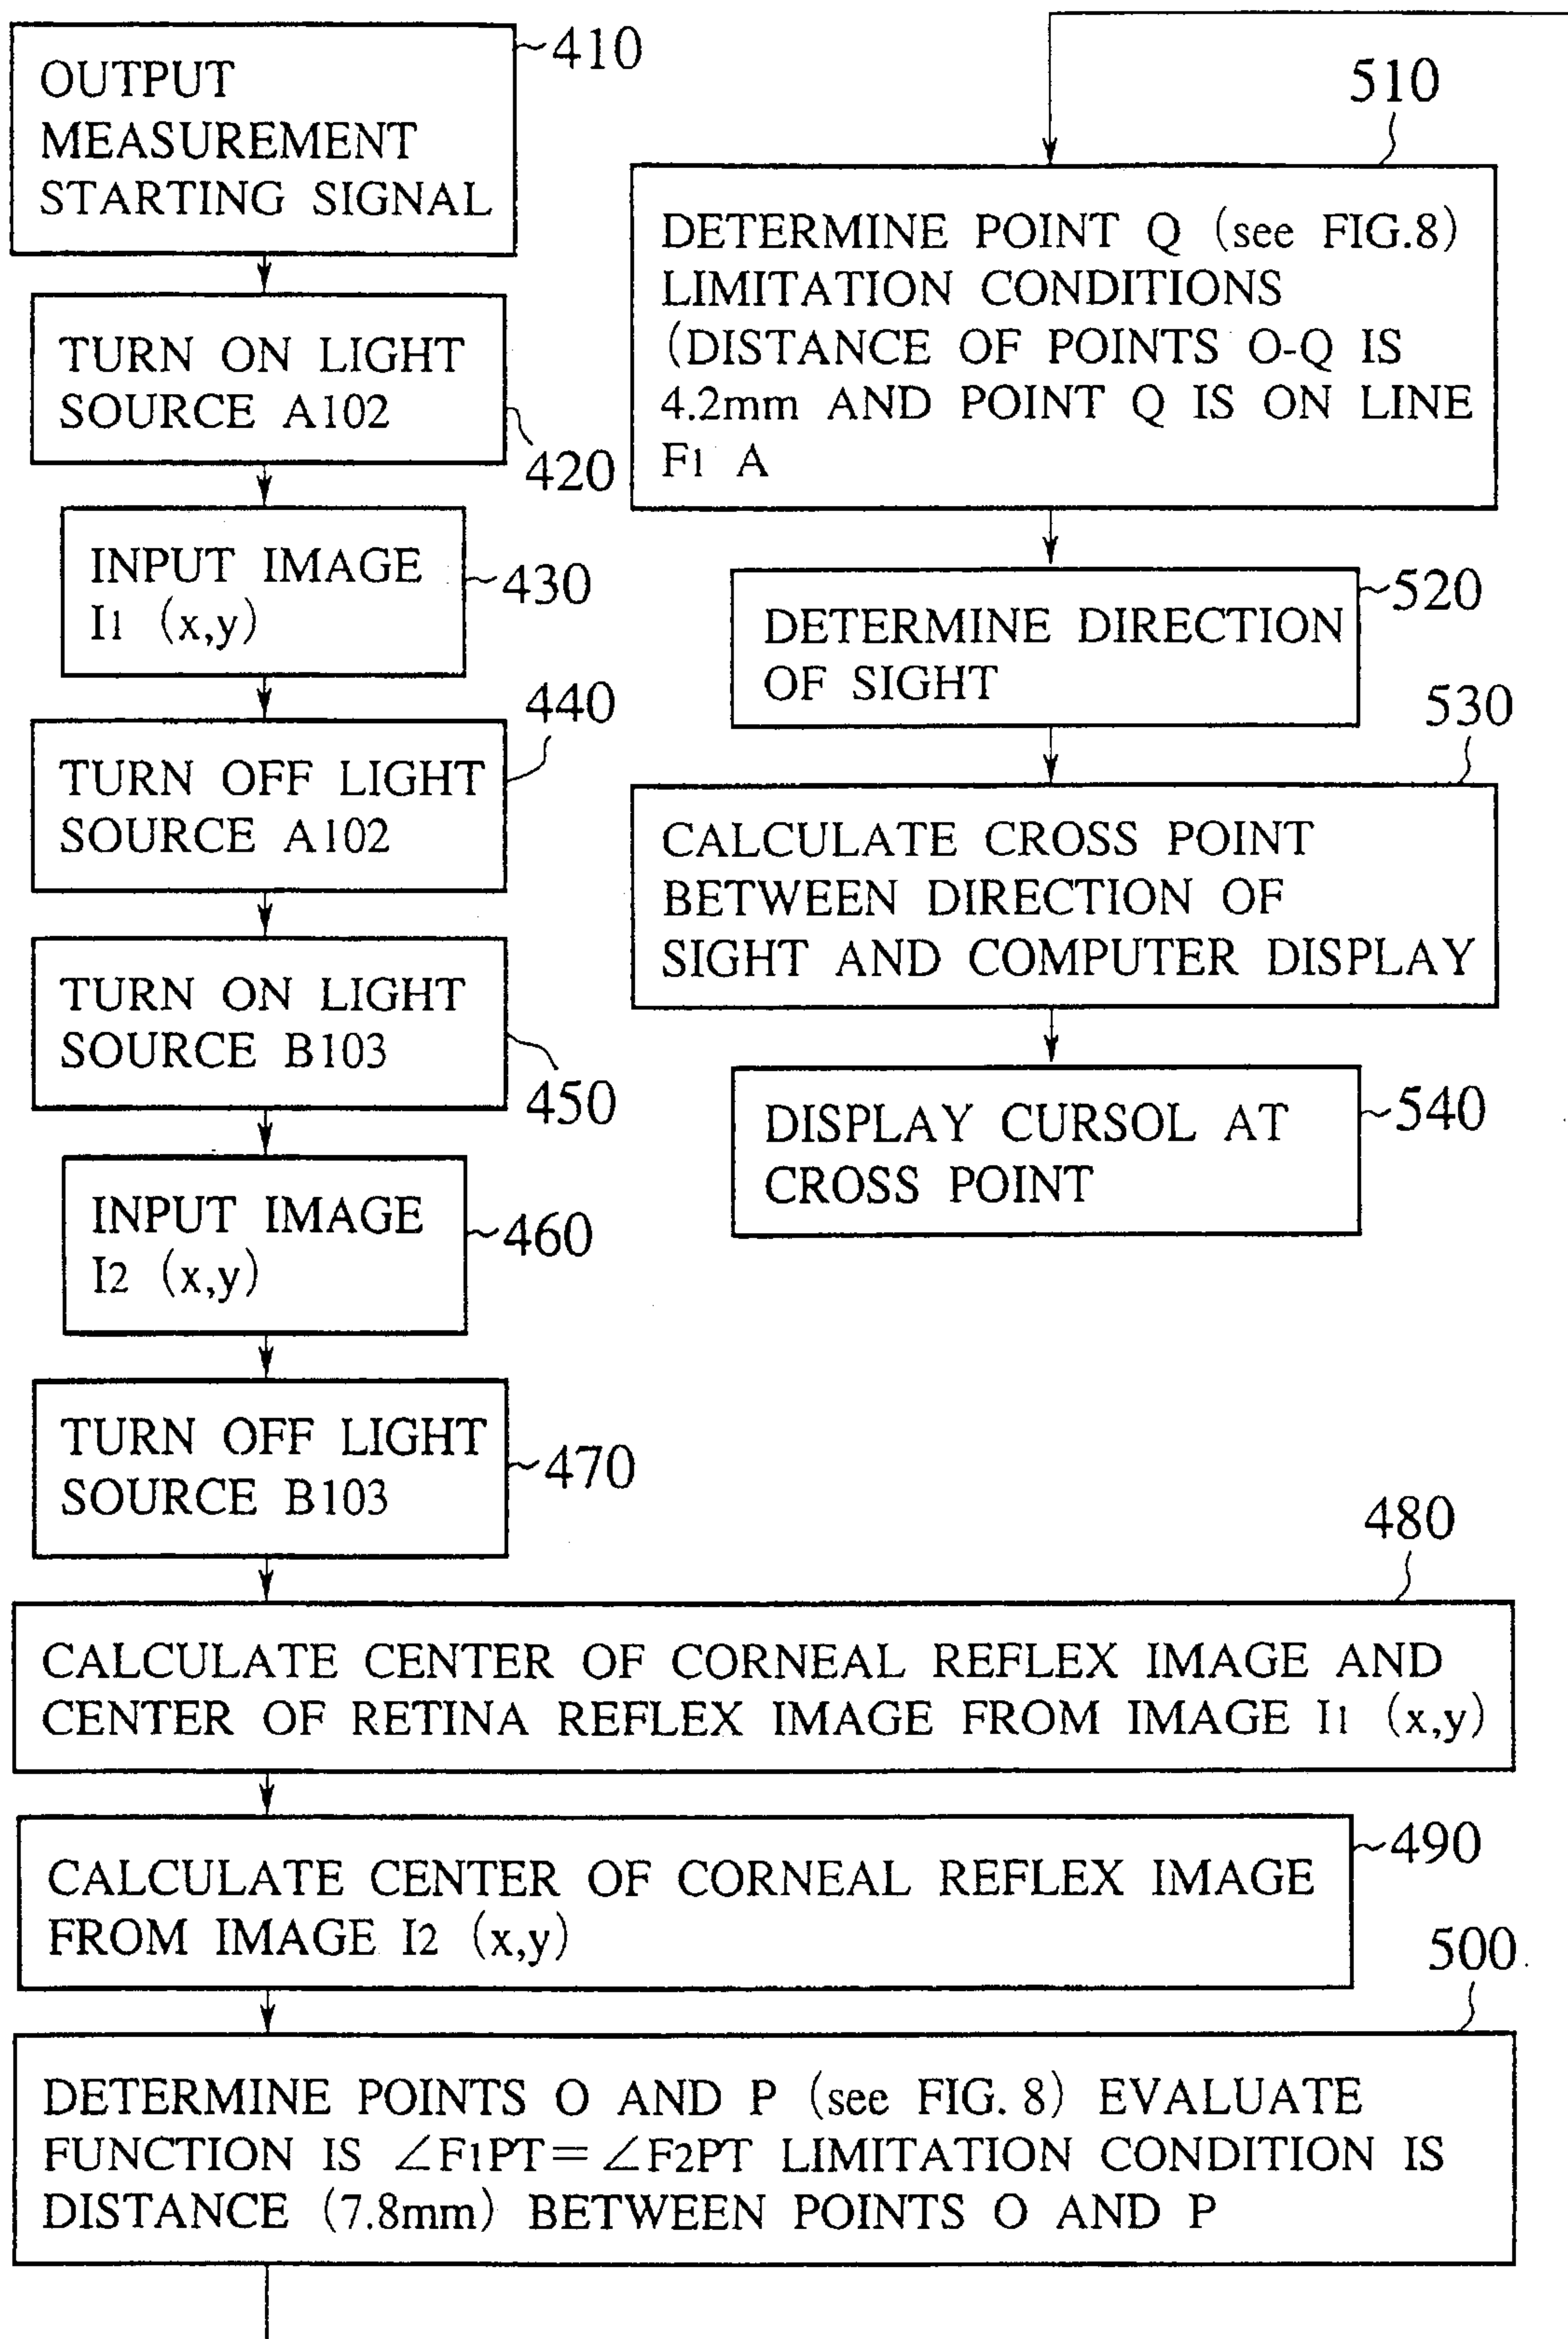 410
OUTPUT
MEASUREMENT
STARTING SIGNAL
TURN ON LIGHT
SOURCE A102
420
INPUT IMAGE
I1 (x,y)
430
440
TURN OFF LIGHT
SOURCE A102
TURN ON LIGHT
SOURCE B103
450
INPUT IMAGE
I2 (x,y)
460
TURN OFF LIGHT
SOURCE B103
470
480
CALCULATE CENTER OF CORNEAL REFLEX IMAGE AND
CENTER OF RETINA REFLEX IMAGE FROM IMAGE I1 (x,y)
490
CALCULATE CENTER OF CORNEAL REFLEX IMAGE
FROM IMAGE I2 (x,y)
500
DETERMINE POINTS O AND P (see FIG. 8) EVALUATE
FUNCTION IS ∠F1PT=∠F2PT LIMITATION CONDITION IS
DISTANCE (7.8mm) BETWEEN POINTS O AND P
510
DETERMINE POINT Q (see FIG.8)
LIMITATION CONDITIONS
(DISTANCE OF POINTS O-Q IS
4.2mm AND POINT Q IS ON LINE
F1 A
520
DETERMINE DIRECTION
OF SIGHT
530
CALCULATE CROSS POINT
BETWEEN DIRECTION OF
SIGHT AND COMPUTER DISPLAY
540
DISPLAY CURSOL AT
CROSS POINT